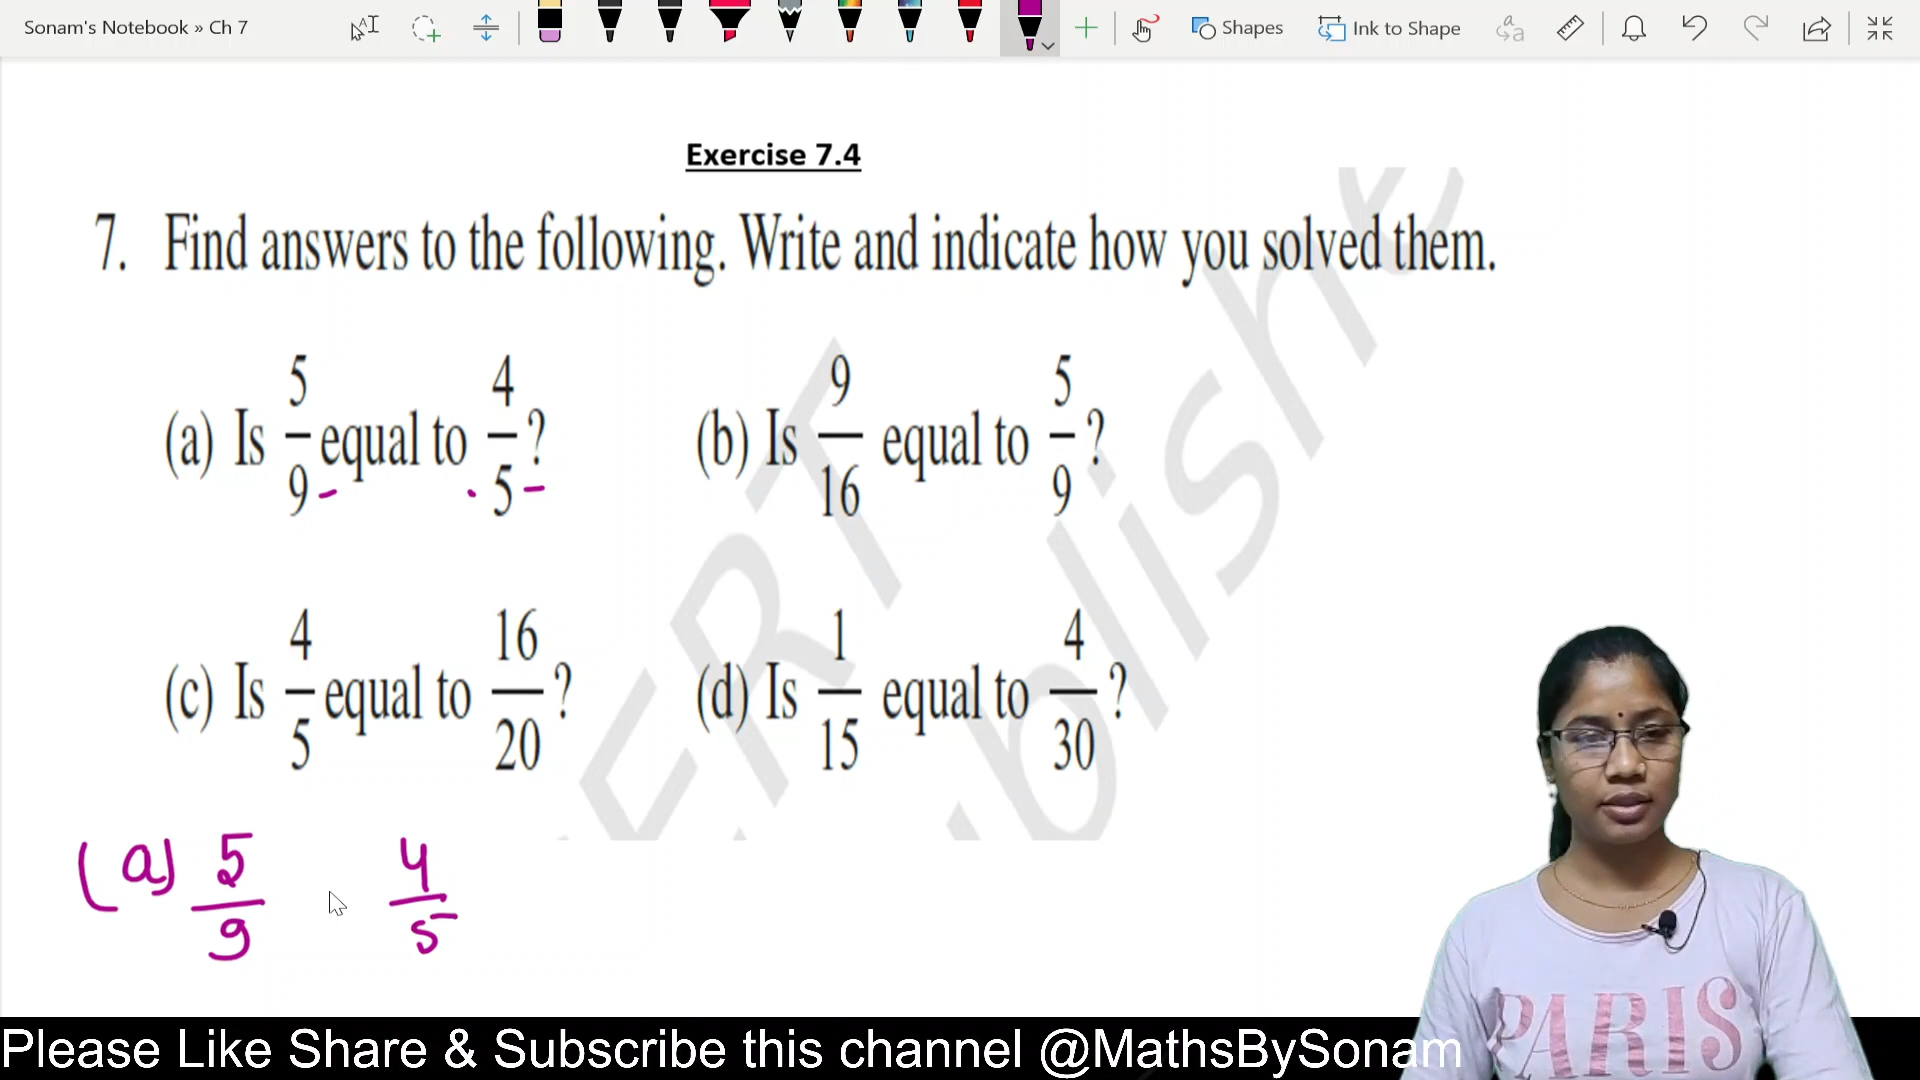 Sonam's Notebook » Ch 7
Shapes
Ink to Shape
Exercise 7.4
7. Find answers to the following. Write and indicate how you solved them.
(a) Is 5/9 equal to 4/5? (b) Is 9/16 equal to 5/9?
(c) Is 4/5 equal to 16/20? (d) Is 1/15 equal to 4/30?
(a) 5/9 4/5
PARIS
Please Like Share & Subscribe this channel @MathsBySonam